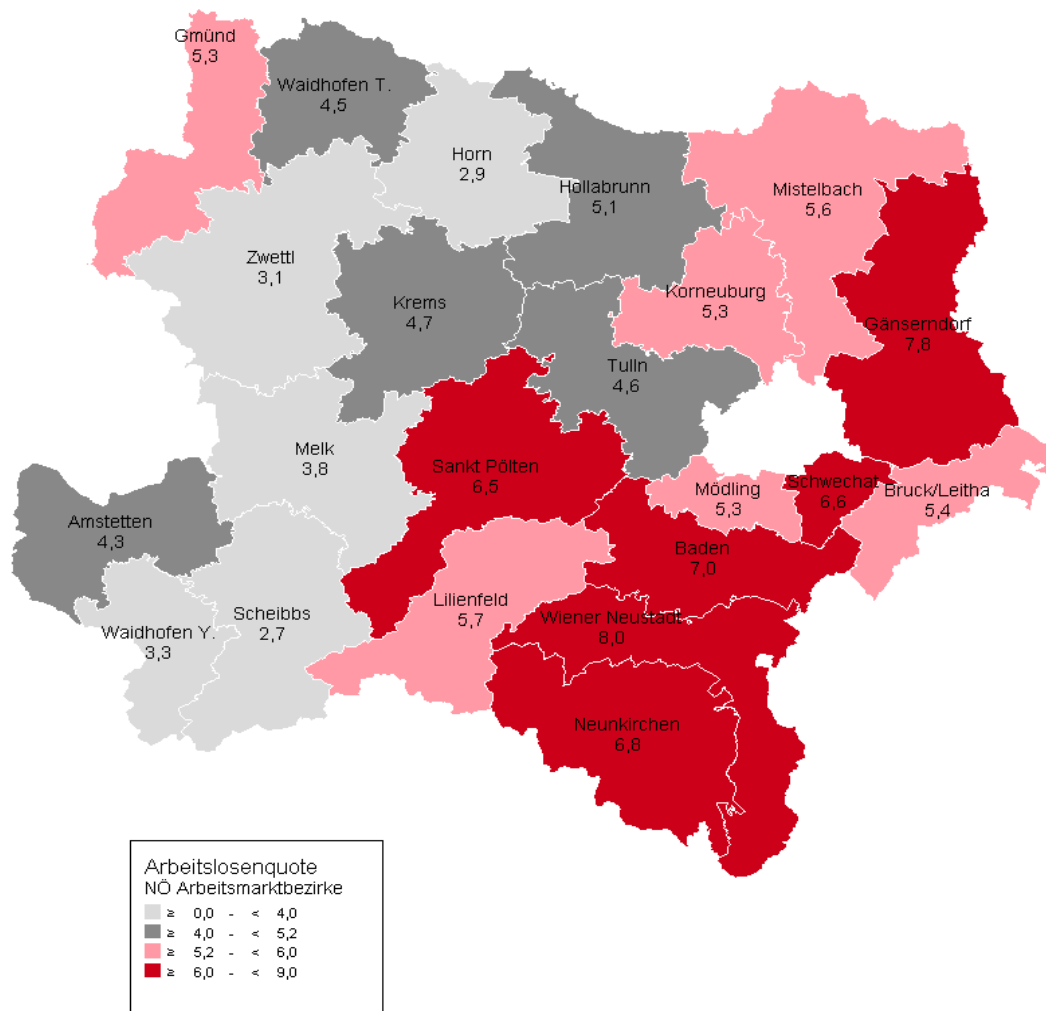 Gmünd
5,3
Waidhofen T.
4,5
Horn
2,9
Hollabrunn
5,1
Mistelbach
5,6
Zwettl
3,1
Krems
4,7
Korneuburg
5,3
Gänserndorf
7,8
Tulln
4,6
Melk
3,8
Sankt Pölten
6,5
Mödling
5,3
Schwechat
6,6
Bruck/Leitha
5,4
Amstetten
4,3
Baden
7,0
Waidhofen Y.
3,3
Scheibbs
2,7
Lilienfeld
5,7
Wiener Neustadt
8,0
Neunkirchen
6,8
Arbeitslosenquote
NÖ Arbeitsmarktbezirke
≥ 0,0 - < 4,0
≥ 4,0 - < 5,2
≥ 5,2 - < 6,0
≥ 6,0 - < 9,0